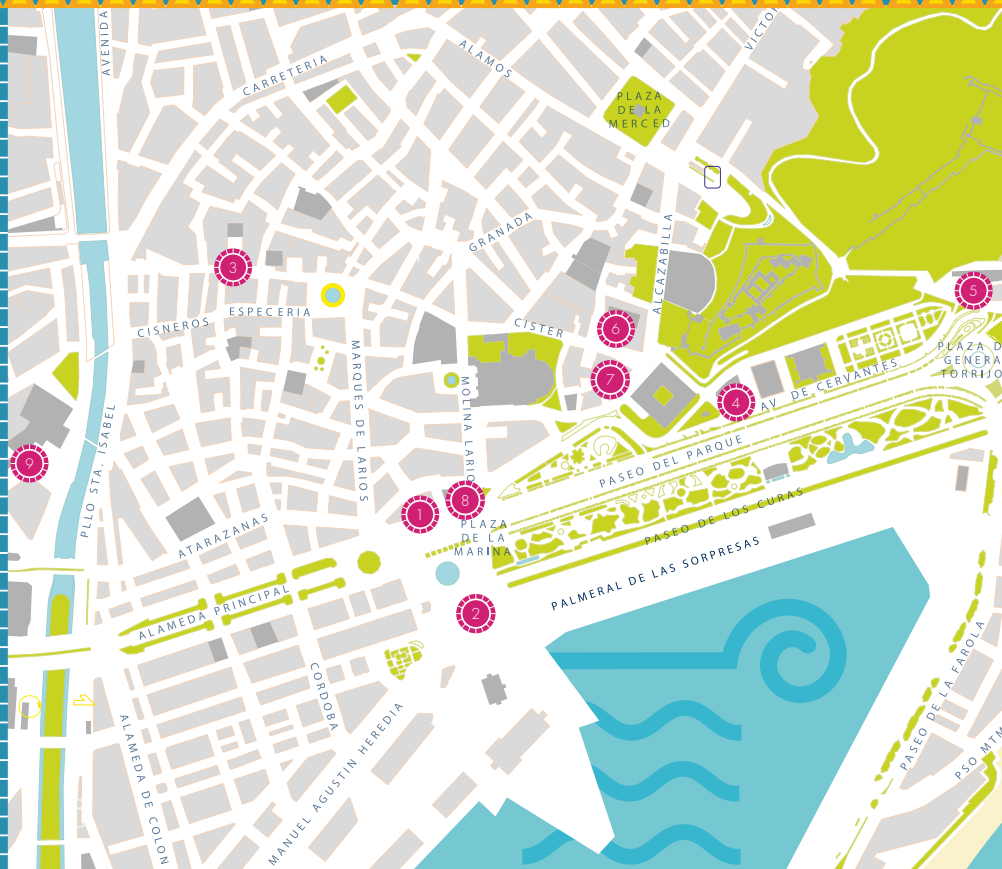 AVENIDA
CARRETERIA
ALAMOS
VICTOR
PLAZA
DE LA
MERCED
GRANADA
ALCAZABILLA
3
5
CISNEROS
ESPECERIA
CISTER
6
PLAZA D
GENERA
TORRIJO
MARQUES DE LARIOS
MOLINA LARIO
7
4
AV DE CERVANTES
PLLO STA. ISABEL
9
PASEO DEL PARQUE
8
1
PLAZA
DE LA
MARINA
PASEO DE LOS CURAS
ATARAZANAS
PALMERAL DE LAS SORPRESAS
ALAMEDA PRINCIPAL
2
CORDOBA
PASEO DE LA FAROLA
ALAMEDA DE COLON
MANUEL AGUSTIN HEREDIA
PSO MTM